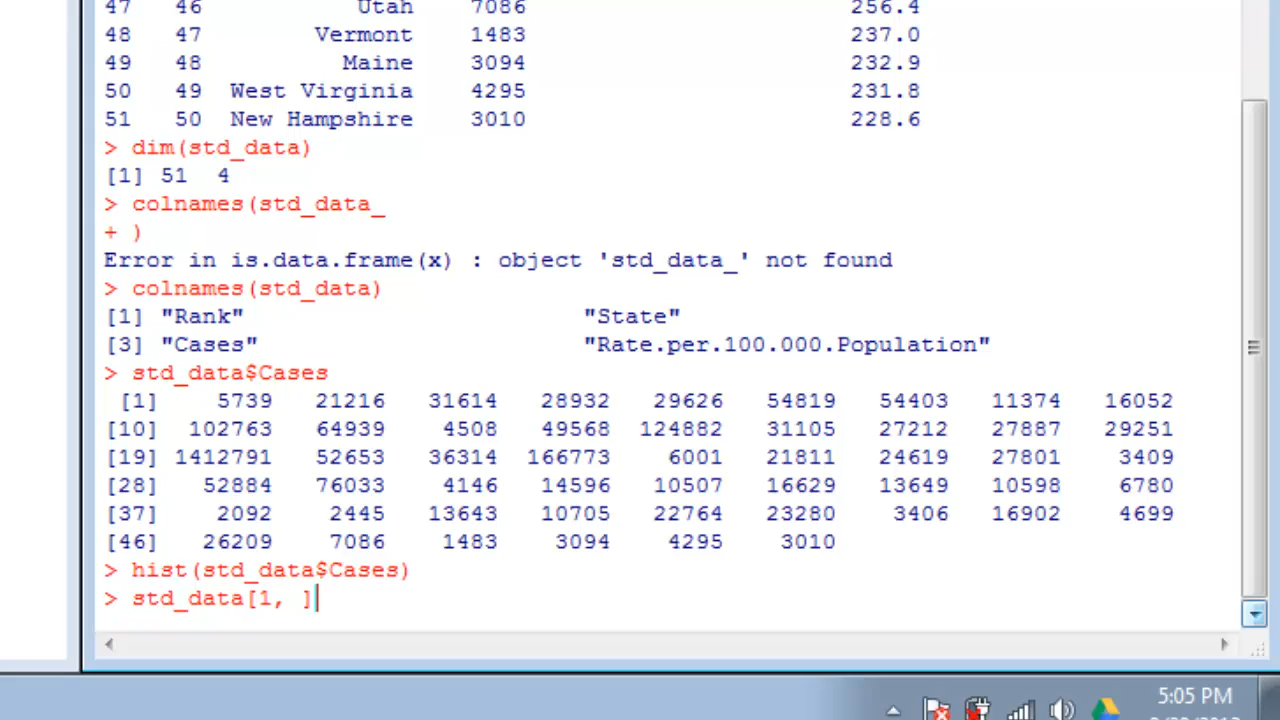 47 46 Utah 7086 256.4
48 47 Vermont 1483 237.0
49 48 Maine 3094 232.9
50 49 West Virginia 4295 231.8
51 50 New Hampshire 3010 228.6
> dim(std_data)
[1] 51 4
> colnames(std_data_
+ )
Error in is.data.frame(x) : object 'std_data_' not found
> colnames(std_data)
[1] "Rank" "State"
[3] "Cases" "Rate.per.100.000.Population"
> std_data$Cases
[1] 5739 21216 31614 28932 29626 54819 54403 11374 16052
[10] 102763 64939 4508 49568 124882 31105 27212 27887 29251
[19] 1412791 52653 36314 166773 6001 21811 24619 27801 3409
[28] 52884 76033 4146 14596 10507 16629 13649 10598 6780
[37] 2092 2445 13643 10705 22764 23280 3406 16902 4699
[46] 26209 7086 1483 3094 4295 3010
> hist(std_data$Cases)
> std_data[1, ]
5:05 PM